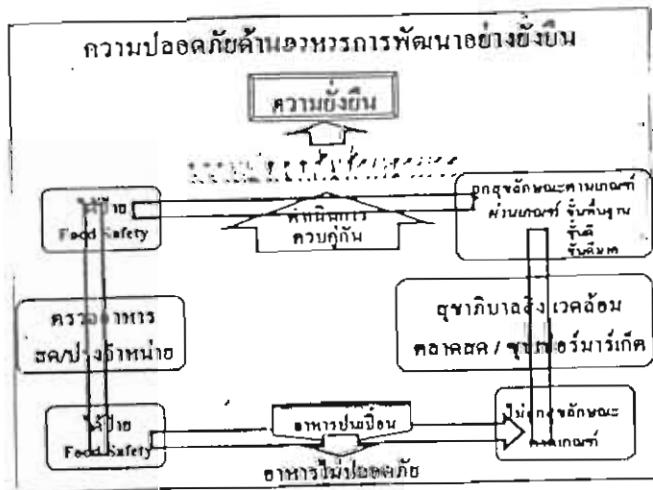 ความปลอดภัยด้านอาหารการพัฒนาอย่างยั่งยืน
ความยั่งยืน
ได้ป้าย
Food Safety
ดำเนินการ
ควบคู่กัน
ถูกสุขลักษณะตามเกณฑ์
ผ่านเกณฑ์ ขั้นพื้นฐาน
ขั้นดี
ขั้นดีมาก
ตรวจอาหาร
สด/ปรุงจำหน่าย
สุขาภิบาลสิ่งแวดล้อม
ตลาดสด / ซุปเปอร์มาร์เก็ต
ได้ป้าย
Food Safety
อาหารปนเปื้อน
อาหารไม่ปลอดภัย
ไม่ถูกสุขลักษณะ
ตามเกณฑ์